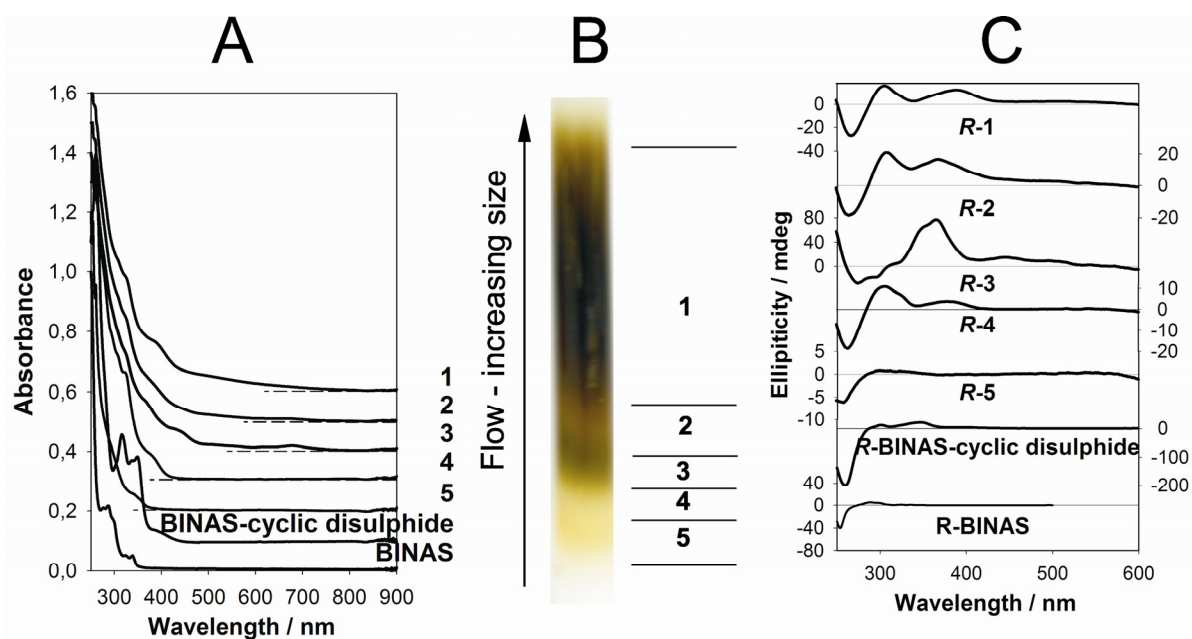 A
B
C
1,6
1,4
1,2
1,0
0,8
0,6
0,4
0,2
0,0
Absorbance
300 400 500 600 700 800 900
Wavelength / nm
1
2
3
4
5
BINAS-cyclic disulphide
BINAS
Flow - increasing size
1
2
3
4
5
Ellipiticity / mdeg
0
-20
-40
80
40
0
5
0
-5
-10
40
0
-40
-80
20
0
-20
10
0
-10
-20
0
-100
-200
R-1
R-2
R-3
R-4
R-5
R-BINAS-cyclic disulphide
R-BINAS
300 400 500 600
Wavelength / nm